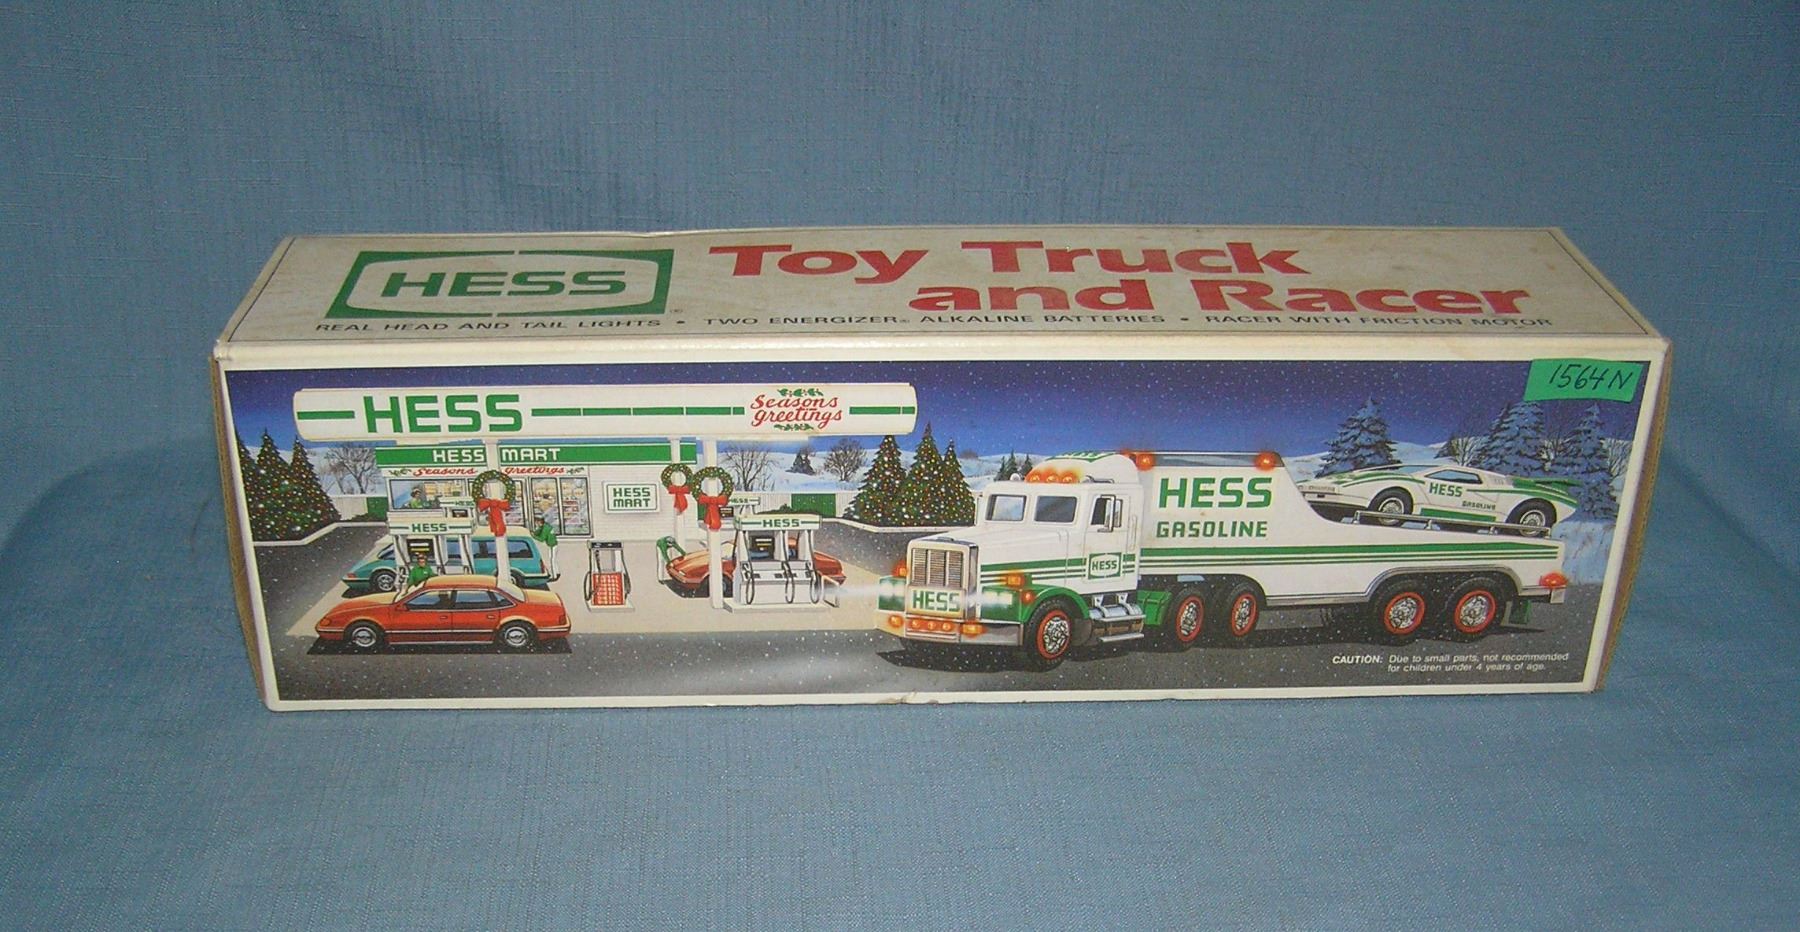 HESS®
Toy Truck
and Racer
REAL HEAD AND TAIL LIGHTS • TWO ENERGIZER® ALKALINE BATTERIES • RACER WITH FRICTION MOTOR
1564N
HESS
Seasons
greetings
HESS MART
Seasons greetings
HESS
MART
HESS
HESS
HESS
HESS
HESS
GASOLINE
HESS
HESS
HESS
GASOLINE
CAUTION: Due to small parts, not recommended
for children under 4 years of age.